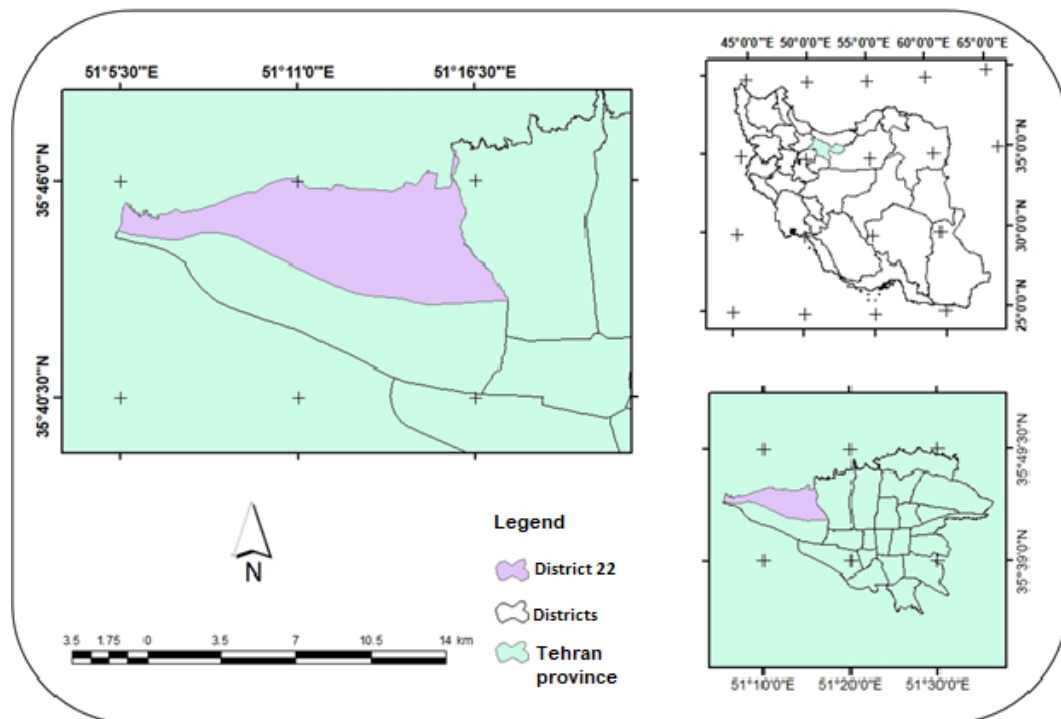 51°5'30"'E 51°11'0"'E 51°16'30"'E
35°46'0"'N
35°40'30"'N
45°0'0"E 50°0'0"E 55°0'0"E 60°0'0"E 65°0'0"E
35°0'0"N
30°0'0"N
25°0'0"N
35°49'30"N
35°39'0"N
51°10'0"E 51°20'0"E 51°30'0"E
N
Legend
District 22
Districts
Tehran
province
3.5 1.75 0 3.5 7 10.5 14 km